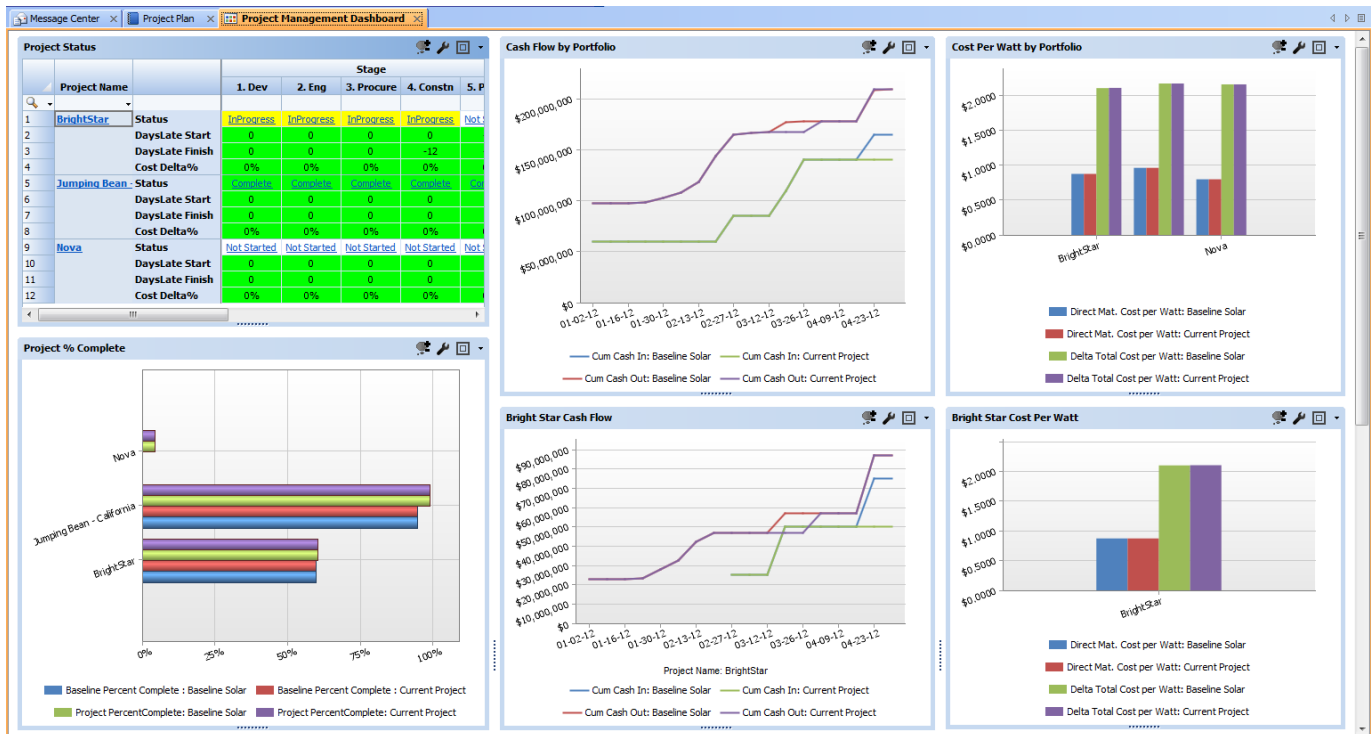 Message Center
Project Plan
Project Management Dashboard
Project Status
Stage
Project Name 1. Dev 2. Eng 3. Procure 4. Constn 5. P
1 BrightStar Status InProgress InProgress InProgress InProgress Not S
2 DaysLate Start 0 0 0 0
3 DaysLate Finish 0 0 0 -12
4 Cost Delta% 0% 0% 0% 0%
5 Jumping Bean - Status Complete Complete Complete Complete Con
6 DaysLate Start 0 0 0 0
7 DaysLate Finish 0 0 0 0
8 Cost Delta% 0% 0% 0% 0%
9 Nova Status Not Started Not Started Not Started Not Started Not S
10 DaysLate Start 0 0 0 0
11 DaysLate Finish 0 0 0 0
12 Cost Delta% 0% 0% 0% 0%
Cash Flow by Portfolio
$200,000,000
$150,000,000
$100,000,000
$50,000,000
$0
01-02-12 01-16-12 01-30-12 02-13-12 02-27-12 03-12-12 03-26-12 04-09-12 04-23-12
Cum Cash In: Baseline Solar Cum Cash In: Current Project
Cum Cash Out: Baseline Solar Cum Cash Out: Current Project
Cost Per Watt by Portfolio
$2.0000
$1.5000
$1.0000
$0.5000
$0.0000
BrightStar Nova
Direct Mat. Cost per Watt: Baseline Solar
Direct Mat. Cost per Watt: Current Project
Delta Total Cost per Watt: Baseline Solar
Delta Total Cost per Watt: Current Project
Project % Complete
Nova
Jumping Bean - California
BrightStar
0% 25% 50% 75% 100%
Baseline Percent Complete : Baseline Solar Baseline Percent Complete : Current Project
Project PercentComplete: Baseline Solar Project PercentComplete: Current Project
Bright Star Cash Flow
$90,000,000
$80,000,000
$70,000,000
$60,000,000
$50,000,000
$40,000,000
$30,000,000
$20,000,000
$10,000,000
$0
01-02-12 01-16-12 01-30-12 02-13-12 02-27-12 03-12-12 03-26-12 04-09-12 04-23-12
Project Name: BrightStar
Cum Cash In: Baseline Solar Cum Cash In: Current Project
Cum Cash Out: Baseline Solar Cum Cash Out: Current Project
Bright Star Cost Per Watt
$2.0000
$1.5000
$1.0000
$0.5000
$0.0000
BrightStar
Direct Mat. Cost per Watt: Baseline Solar
Direct Mat. Cost per Watt: Current Project
Delta Total Cost per Watt: Baseline Solar
Delta Total Cost per Watt: Current Project